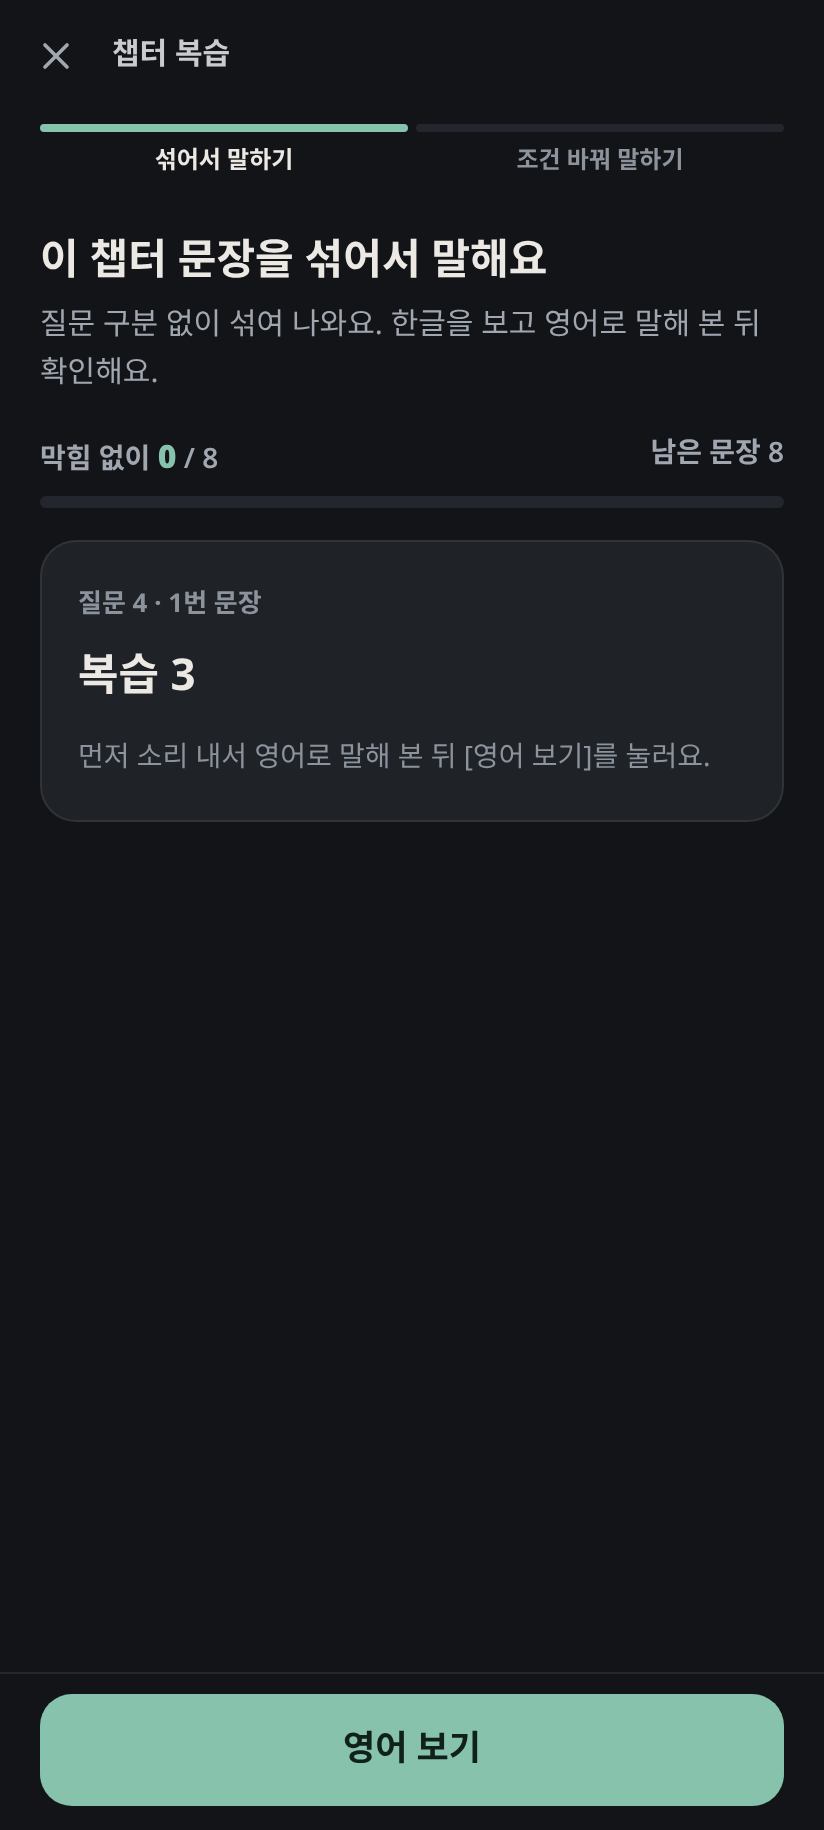 챕터 복습
섞어서 말하기
조건 바꿔 말하기
이 챕터 문장을 섞어서 말해요
질문 구분 없이 섞여 나와요. 한글을 보고 영어로 말해 본 뒤
확인해요.
막힘 없이 0 / 8
남은 문장 8
질문 4 · 1번 문장
복습 3
먼저 소리 내서 영어로 말해 본 뒤 [영어 보기]를 눌러요.
영어 보기